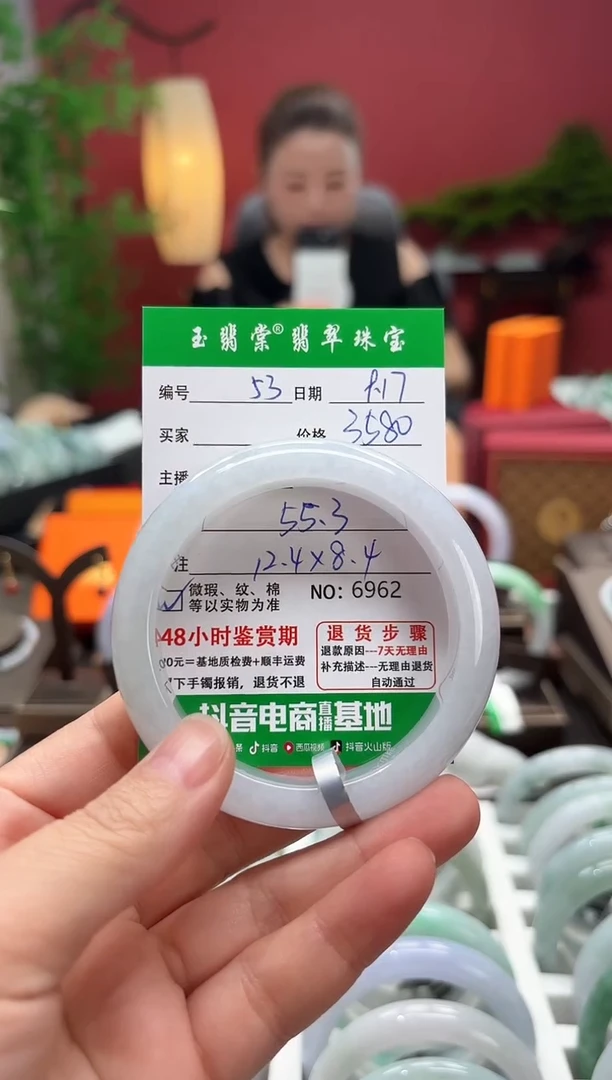 玉翡棠®翡翠珠宝
编号 53 日期 9.17
买家 价格 3580
主播
55.3
注 12.4×8.4
微瑕、纹、棉
等以实物为准
NO: 6962
48小时鉴赏期
0元=基地质检费+顺丰运费
下手镯报销，退货不退
退货步骤
退款原因---7天无理由
补充描述---无理由退货
自动通过
抖音电商直播基地
条 抖音 西瓜视频 抖音火山版